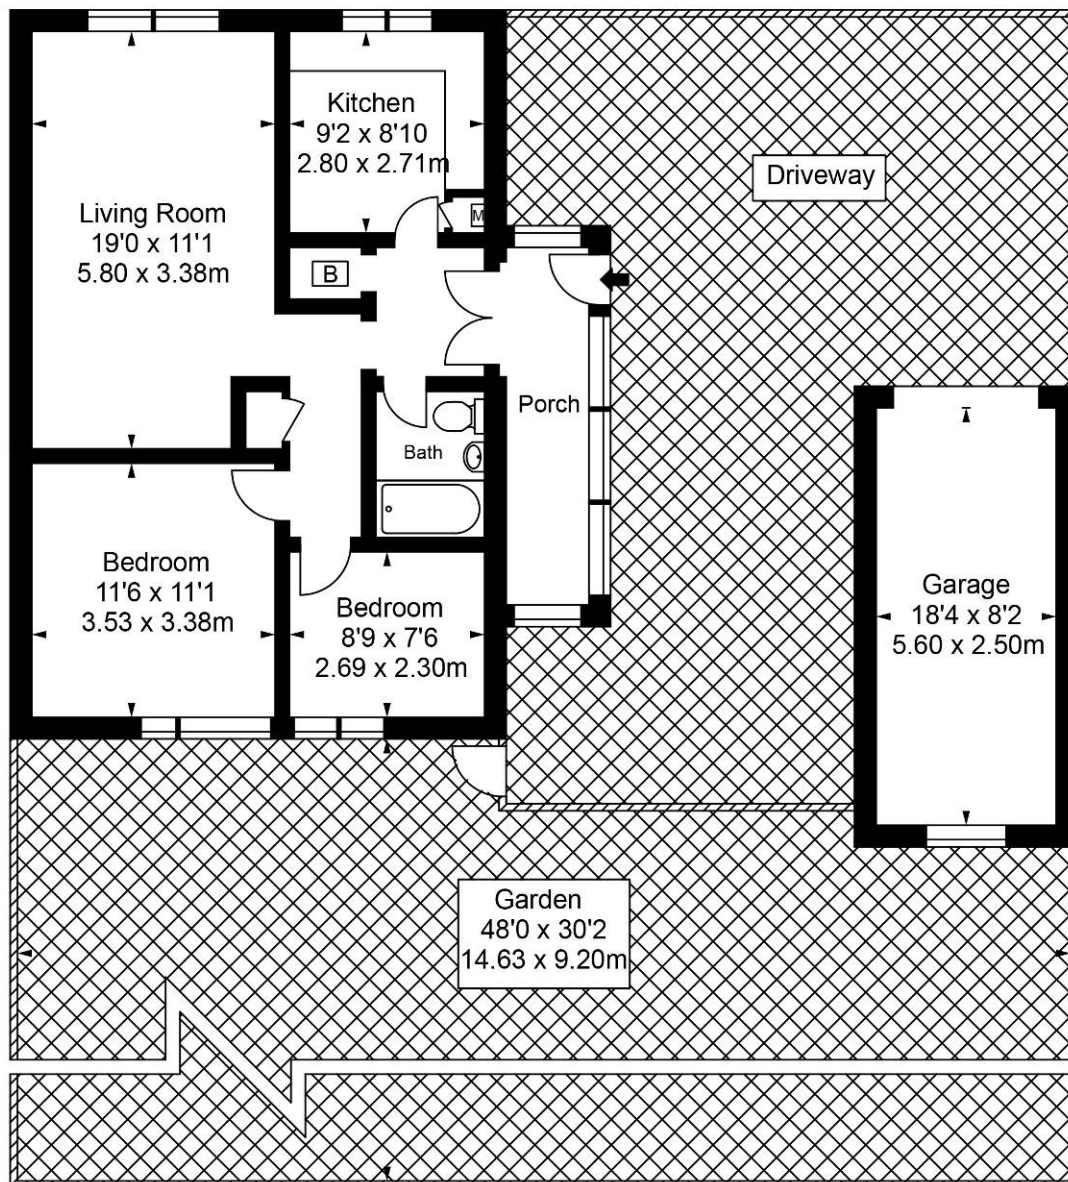 Kitchen
9'2 x 8'10
2.80 x 2.71m
Driveway
Living Room
19'0 x 11'1
5.80 x 3.38m
M
B
Porch
Bath
Bedroom
11'6 x 11'1
3.53 x 3.38m
Bedroom
8'9 x 7'6
2.69 x 2.30m
Garage
18'4 x 8'2
5.60 x 2.50m
Garden
48'0 x 30'2
14.63 x 9.20m